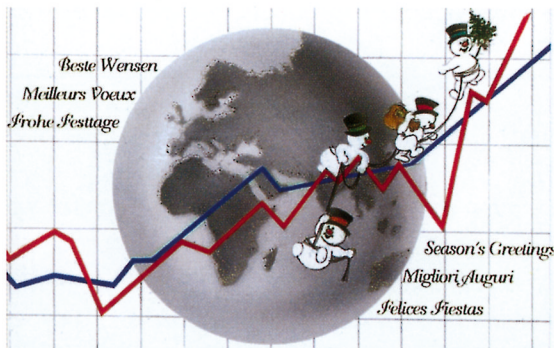 Beste Wensen
Meilleurs Voeux
Frohe Festtage
Season's Greetings
Migliori Auguri
Felices Fiestas